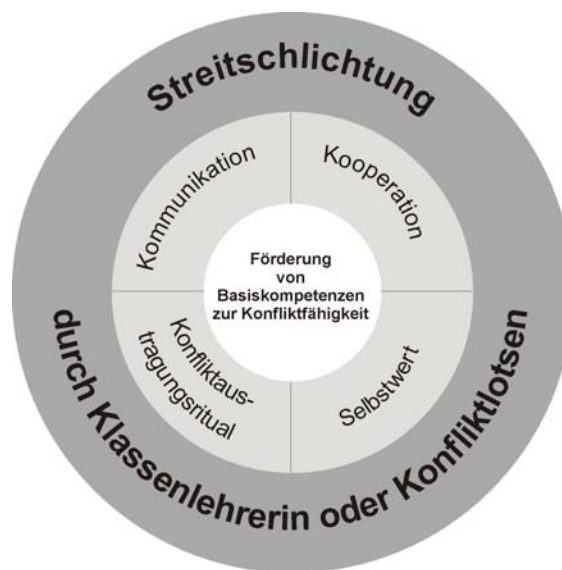 Streitschlichtung
Kommunikation
Kooperation
Förderung
von
Basiskompetenzen
zur Konfliktfähigkeit
Konfliktaus-
tragungsritual
Selbstwert
durch Klassenlehrerin oder Konfliktlotsen